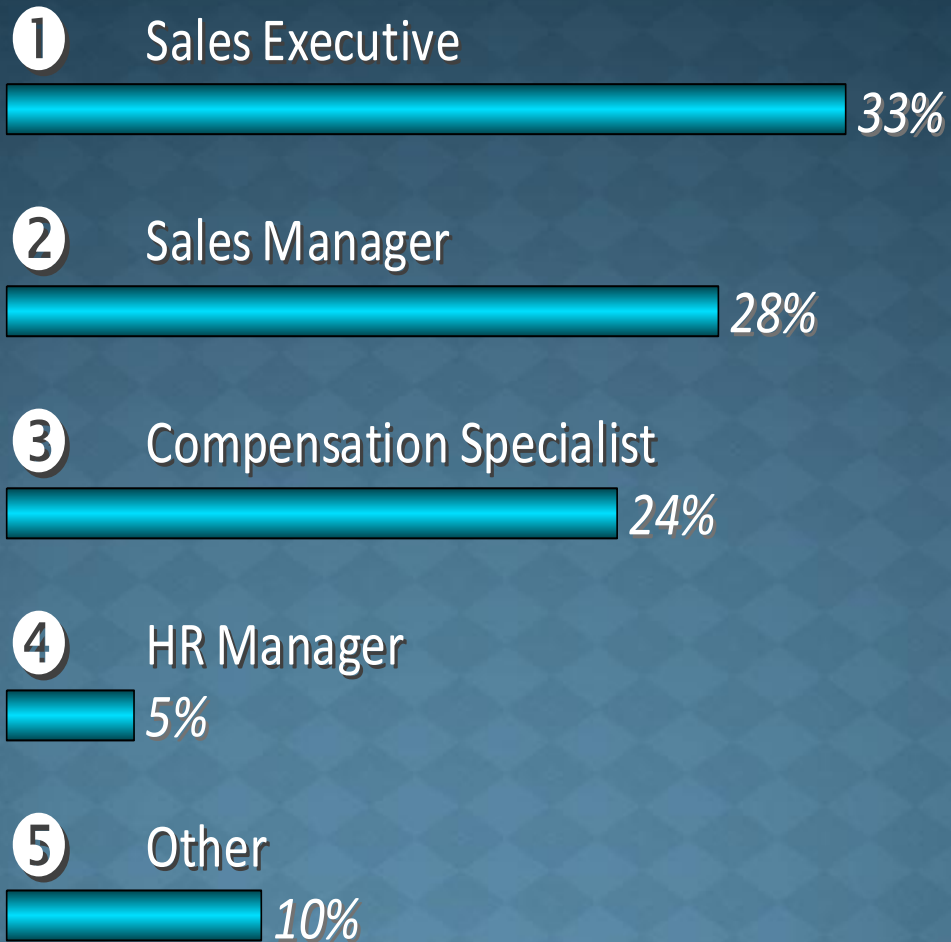 1 Sales Executive
33%
2 Sales Manager
28%
3 Compensation Specialist
24%
4 HR Manager
5%
5 Other
10%